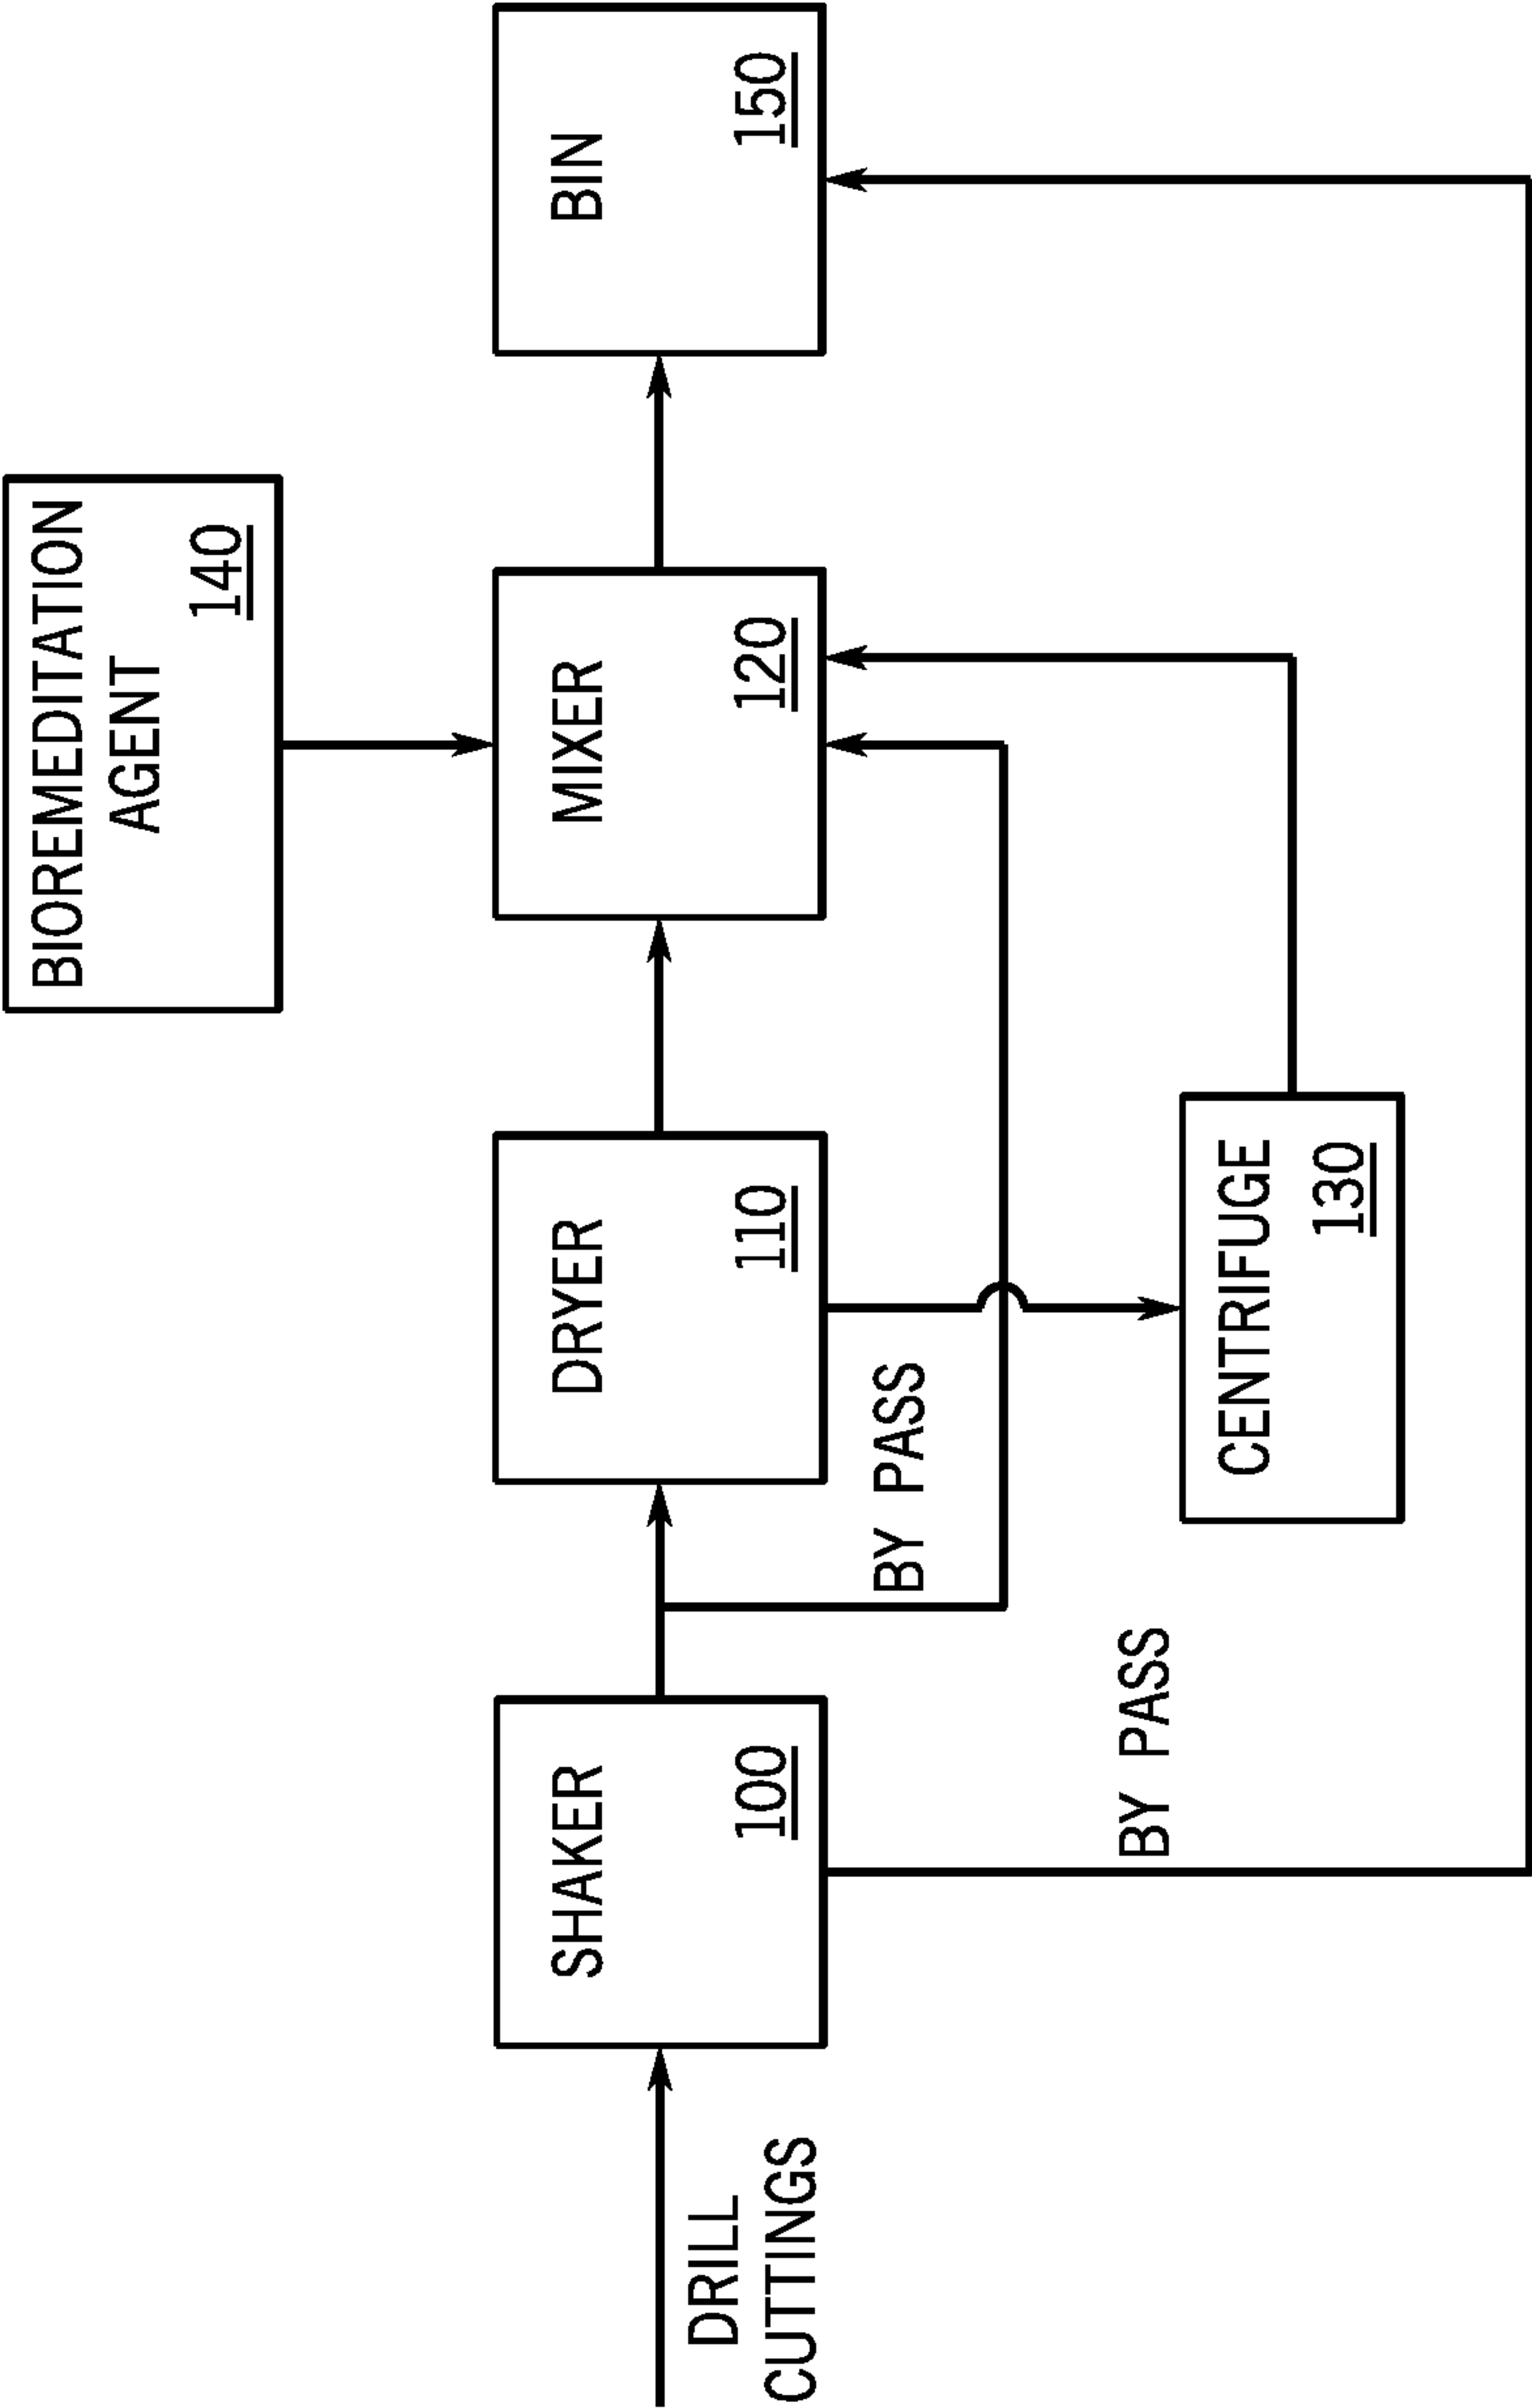 BIOREMEDITATION
AGENT
140
DRILL
CUTTINGS
SHAKER
100
DRYER
110
MIXER
120
BIN
150
BY PASS
CENTRIFUGE
130
BY PASS